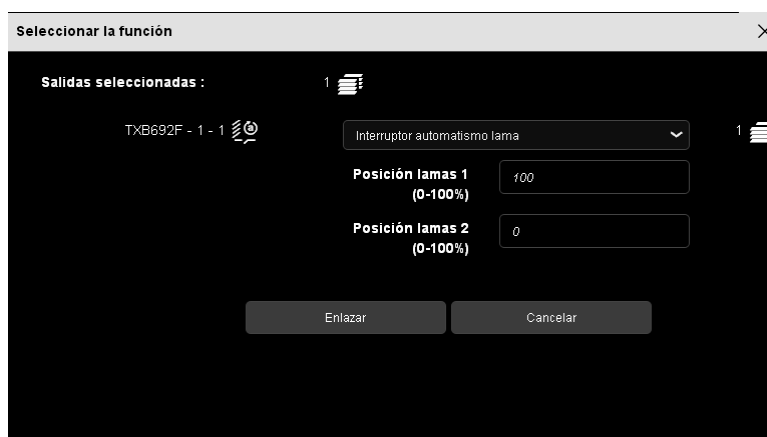 Seleccionar la función
Salidas seleccionadas :
1
TXB692F - 1 - 1
Interruptor automatismo lama
1
Posición lamas 1
(0-100%)
100
Posición lamas 2
(0-100%)
0
Enlazar
Cancelar